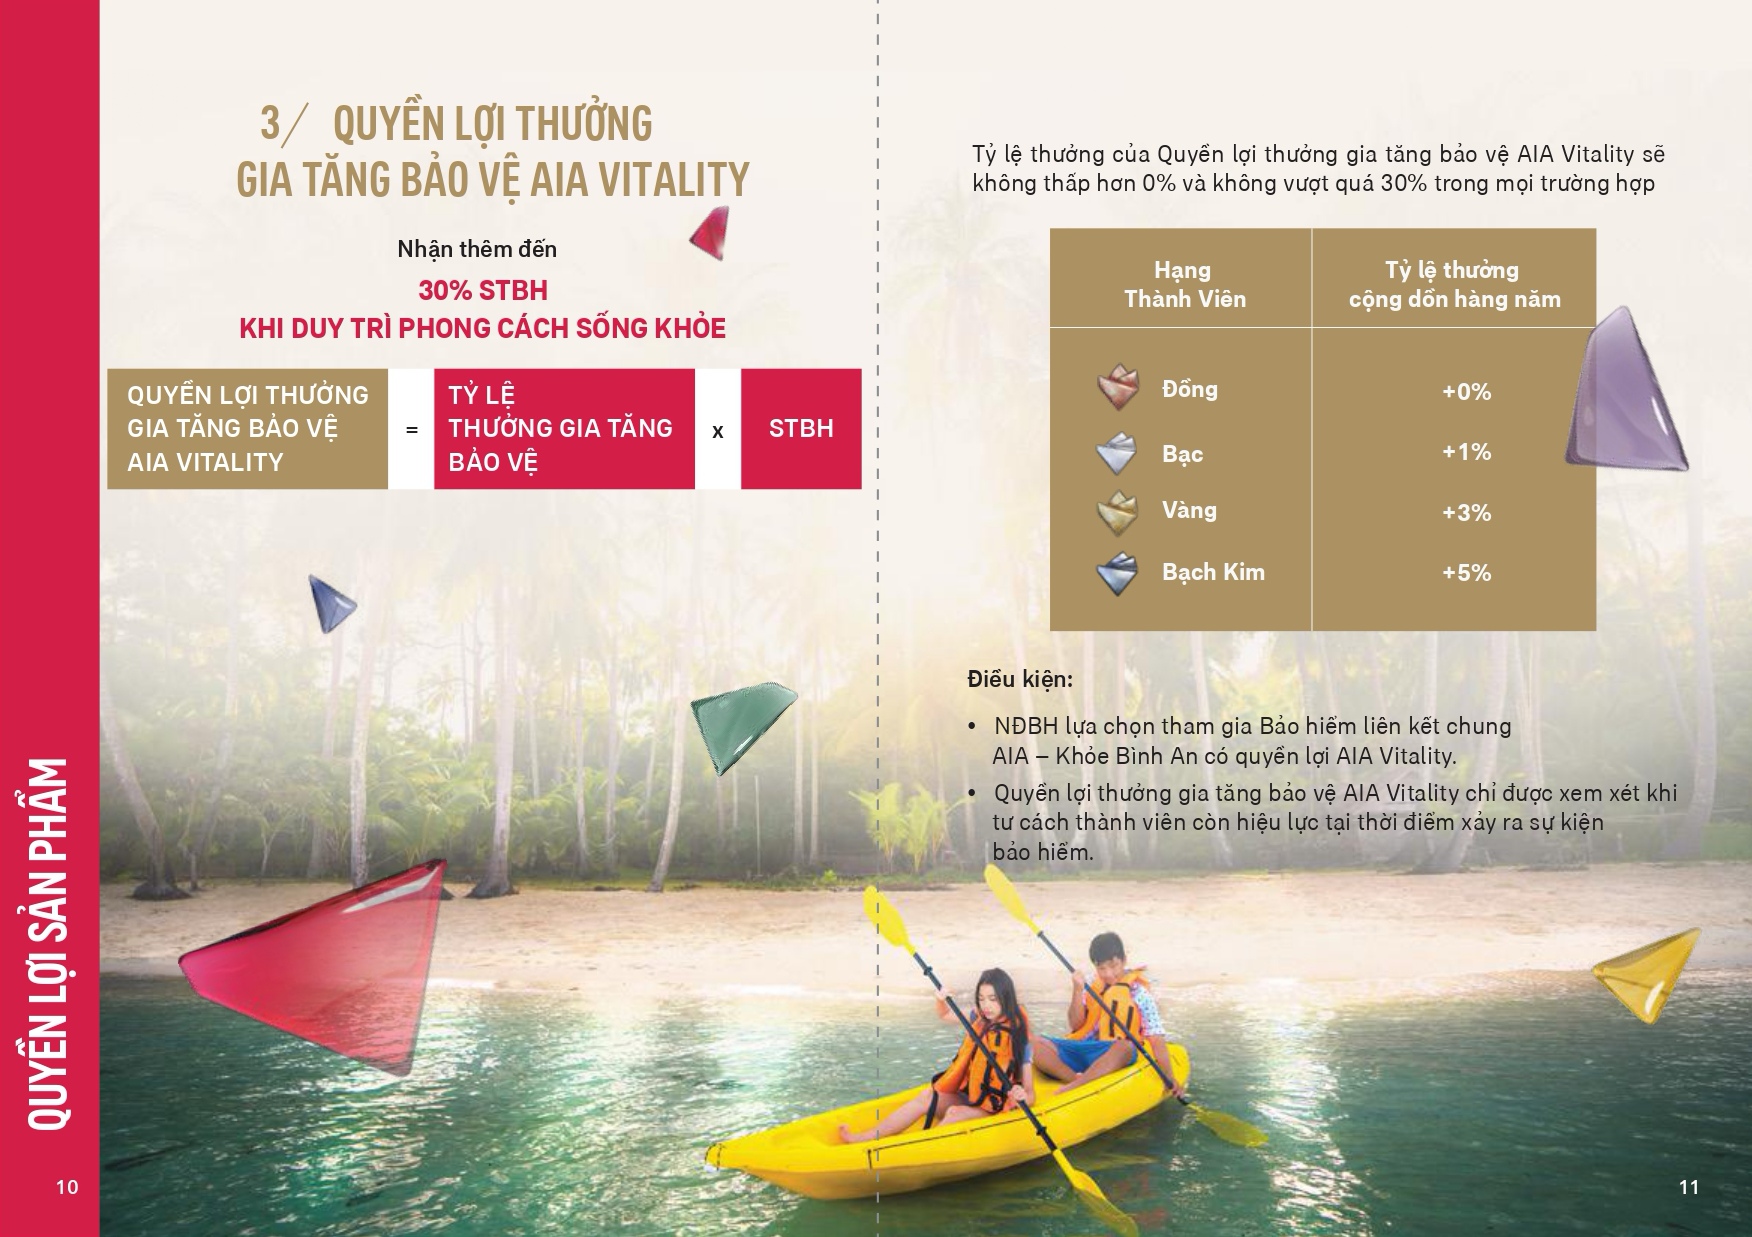 3/ QUYỀN LỢI THƯỞNG
GIA TĂNG BẢO VỆ AIA VITALITY
Nhận thêm đến
30% STBH
KHI DUY TRÌ PHONG CÁCH SỐNG KHỎE
QUYỀN LỢI THƯỞNG
GIA TĂNG BẢO VỆ
AIA VITALITY
=
TỶ LỆ
THƯỞNG GIA TĂNG
BẢO VỆ
x
STBH
QUYỀN LỢI SẢN PHẨM
10
Tỷ lệ thưởng của Quyền lợi thưởng gia tăng bảo vệ AIA Vitality sẽ
không thấp hơn 0% và không vượt quá 30% trong mọi trường hợp
Hạng
Thành Viên
Tỷ lệ thưởng
cộng dồn hàng năm
Đồng +0%
Bạc +1%
Vàng +3%
Bạch Kim +5%
Điều kiện:
• NĐBH lựa chọn tham gia Bảo hiểm liên kết chung
AIA – Khỏe Bình An có quyền lợi AIA Vitality.
• Quyền lợi thưởng gia tăng bảo vệ AIA Vitality chỉ được xem xét khi
tư cách thành viên còn hiệu lực tại thời điểm xảy ra sự kiện
bảo hiểm.
11